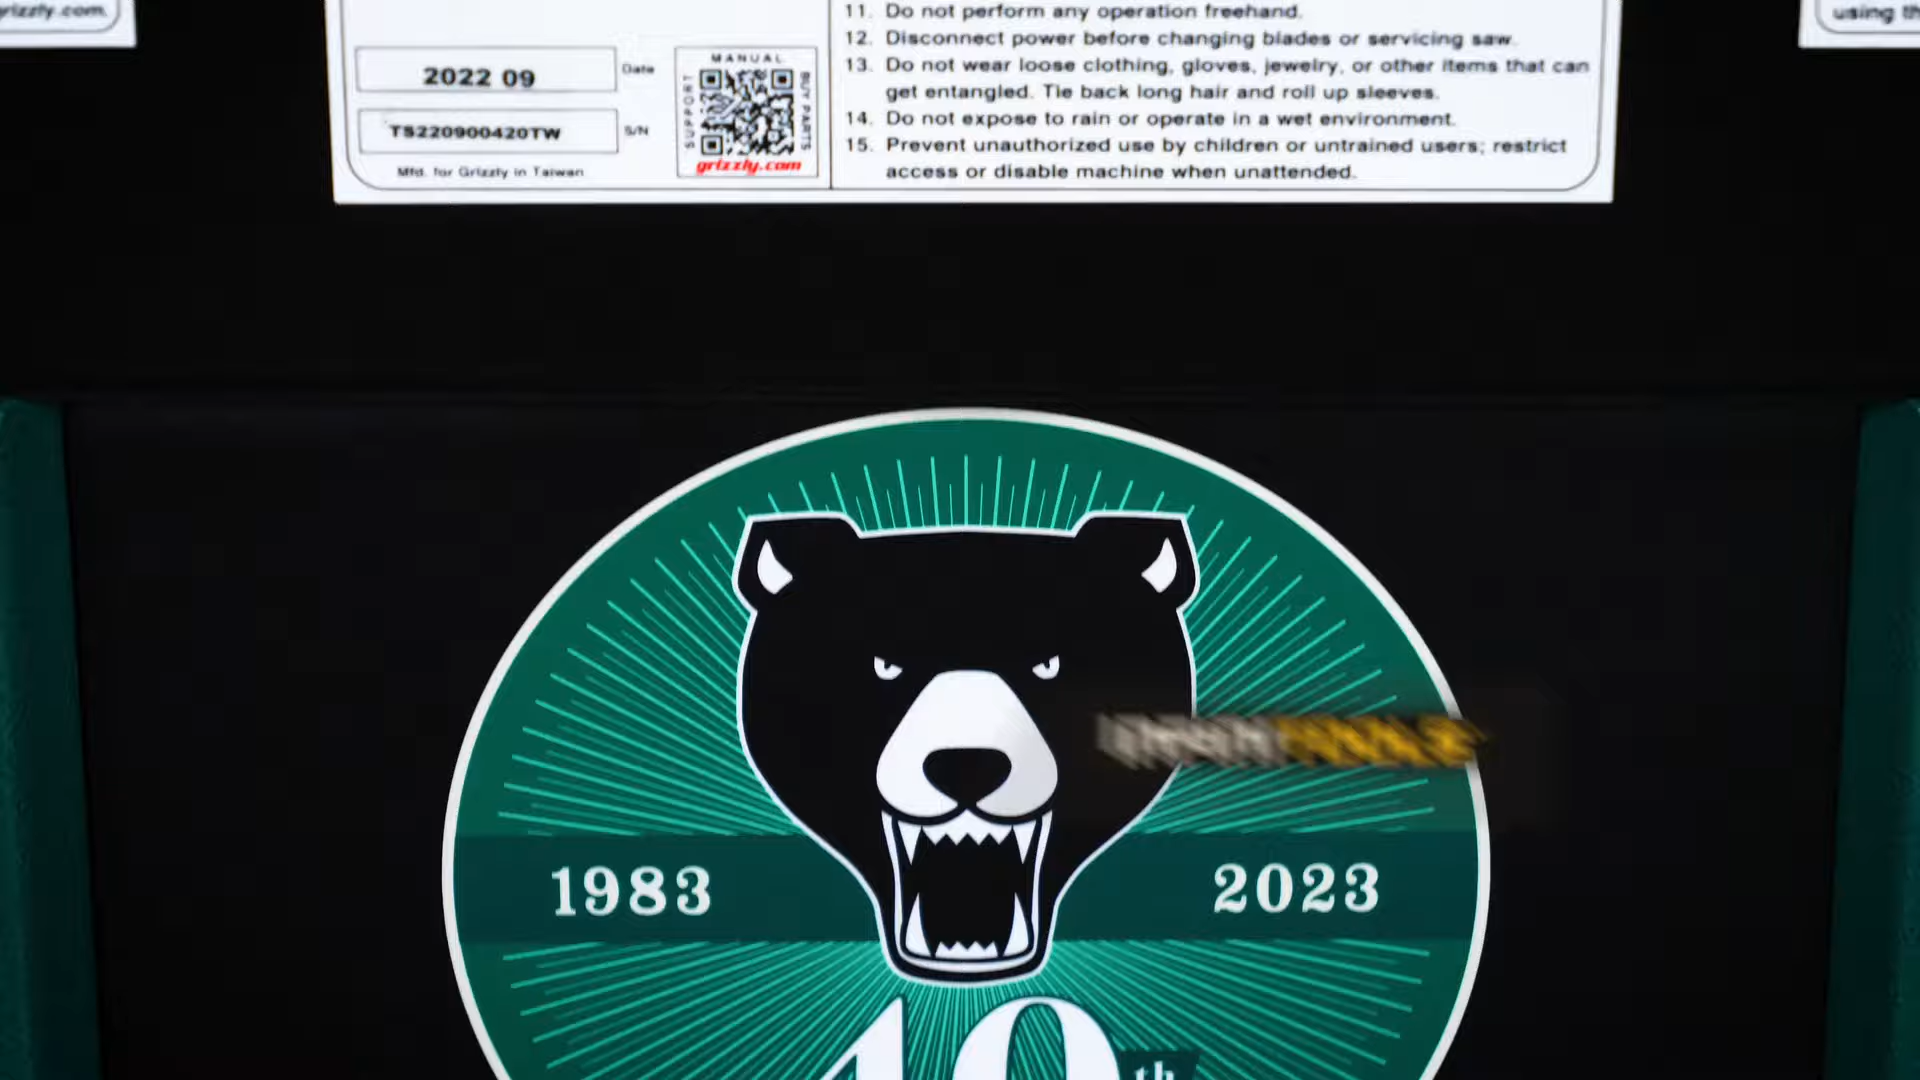 grizzly.com.
11. Do not perform any operation freehand.
12. Disconnect power before changing blades or servicing saw.
13. Do not wear loose clothing, gloves, jewelry, or other items that can
get entangled. Tie back long hair and roll up sleeves.
14. Do not expose to rain or operate in a wet environment.
15. Prevent unauthorized use by children or untrained users; restrict
access or disable machine when unattended.
2022 09 Date
TS220900420TW S/N
Mfd. for Grizzly in Taiwan
MANUAL
SUPPORT
BUY PARTS
grizzly.com
using
1983
2023
40th